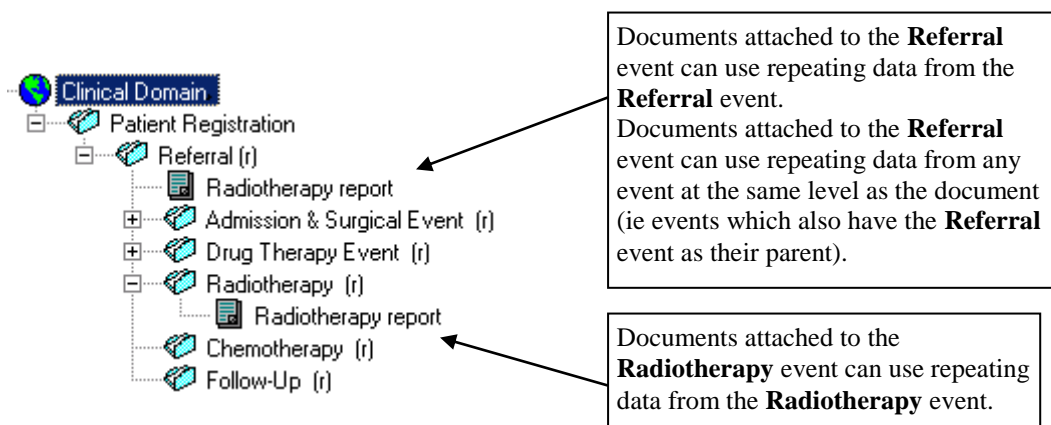 Clinical Domain.
Patient Registration
Referral (r)
Radiotherapy report
Admission & Surgical Event (r)
Drug Therapy Event (r)
Radiotherapy (r)
Radiotherapy report
Chemotherapy (r)
Follow-Up (r)
Documents attached to the Referral
event can use repeating data from the
Referral event.
Documents attached to the Referral
event can use repeating data from any
event at the same level as the document
(ie events which also have the Referral
event as their parent).
Documents attached to the
Radiotherapy event can use repeating
data from the Radiotherapy event.